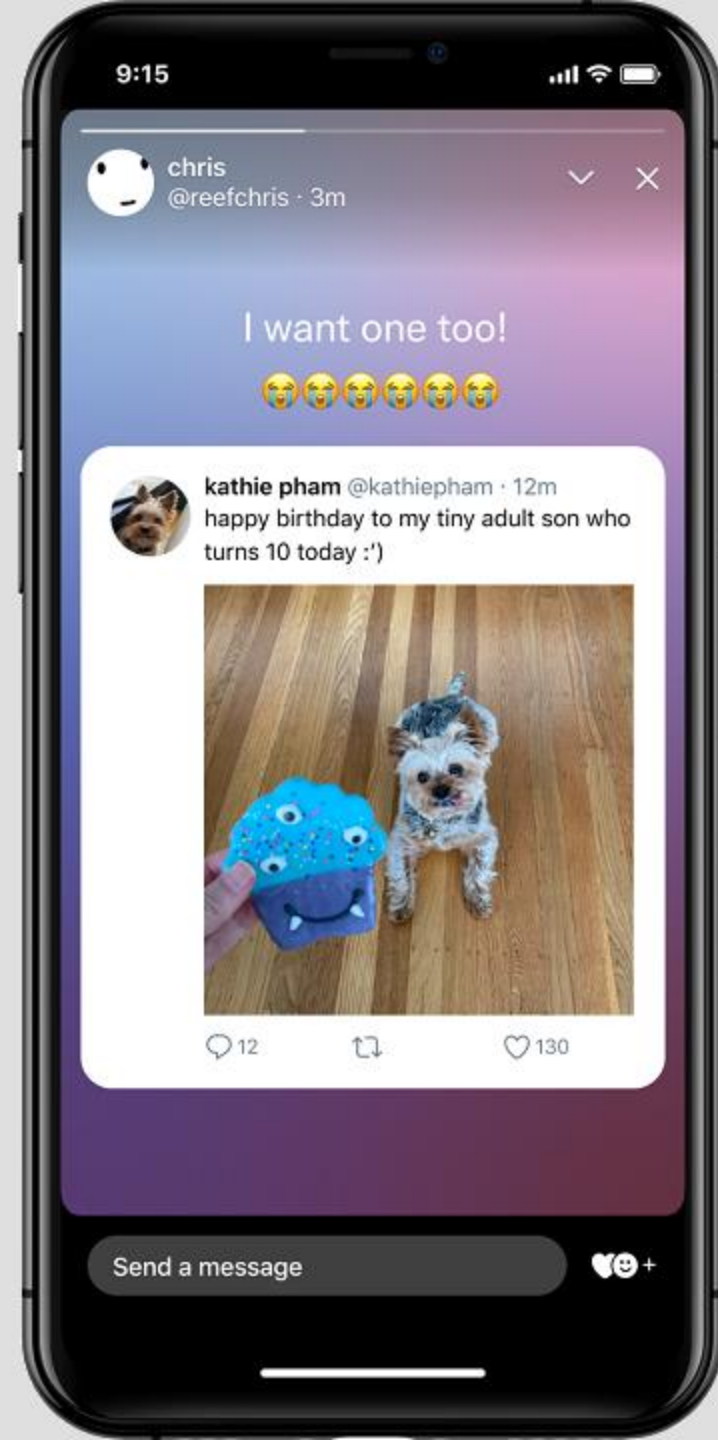 9:15
chris
@reefchris · 3m
I want one too!
😭😭😭😭😭😭
kathie pham @kathiepham · 12m
happy birthday to my tiny adult son who
turns 10 today :')
12 130
Send a message